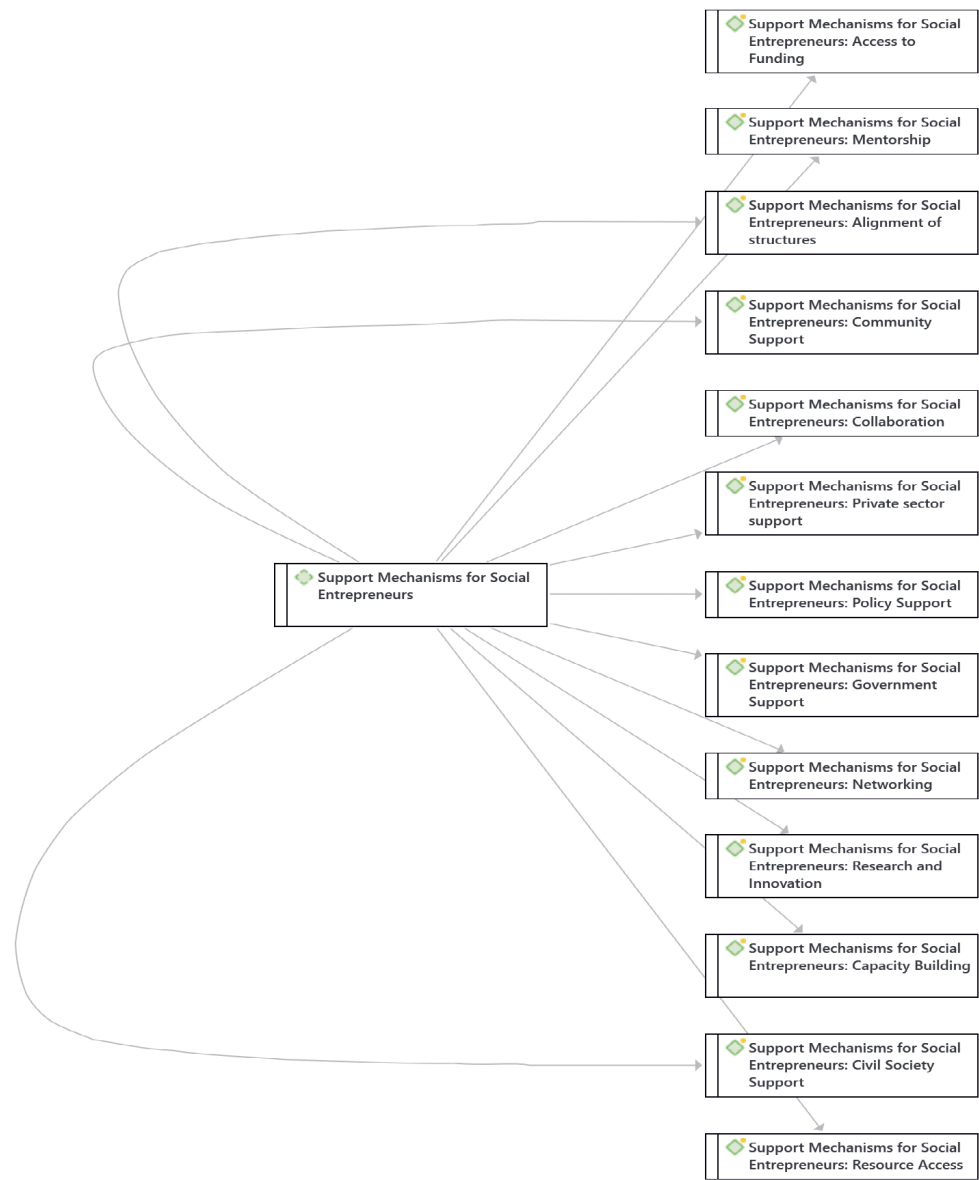 Support Mechanisms for Social
Entrepreneurs: Access to
Funding
Support Mechanisms for Social
Entrepreneurs: Mentorship
Support Mechanisms for Social
Entrepreneurs: Alignment of
structures
Support Mechanisms for Social
Entrepreneurs: Community
Support
Support Mechanisms for Social
Entrepreneurs: Collaboration
Support Mechanisms for Social
Entrepreneurs: Private sector
support
Support Mechanisms for Social
Entrepreneurs
Support Mechanisms for Social
Entrepreneurs: Policy Support
Support Mechanisms for Social
Entrepreneurs: Government
Support
Support Mechanisms for Social
Entrepreneurs: Networking
Support Mechanisms for Social
Entrepreneurs: Research and
Innovation
Support Mechanisms for Social
Entrepreneurs: Capacity Building
Support Mechanisms for Social
Entrepreneurs: Civil Society
Support
Support Mechanisms for Social
Entrepreneurs: Resource Access